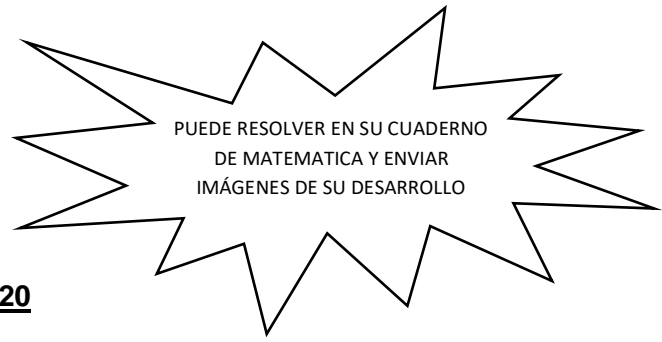 PUEDE RESOLVER EN SU CUADERNO
DE MATEMATICA Y ENVIAR
IMÁGENES DE SU DESARROLLO
20